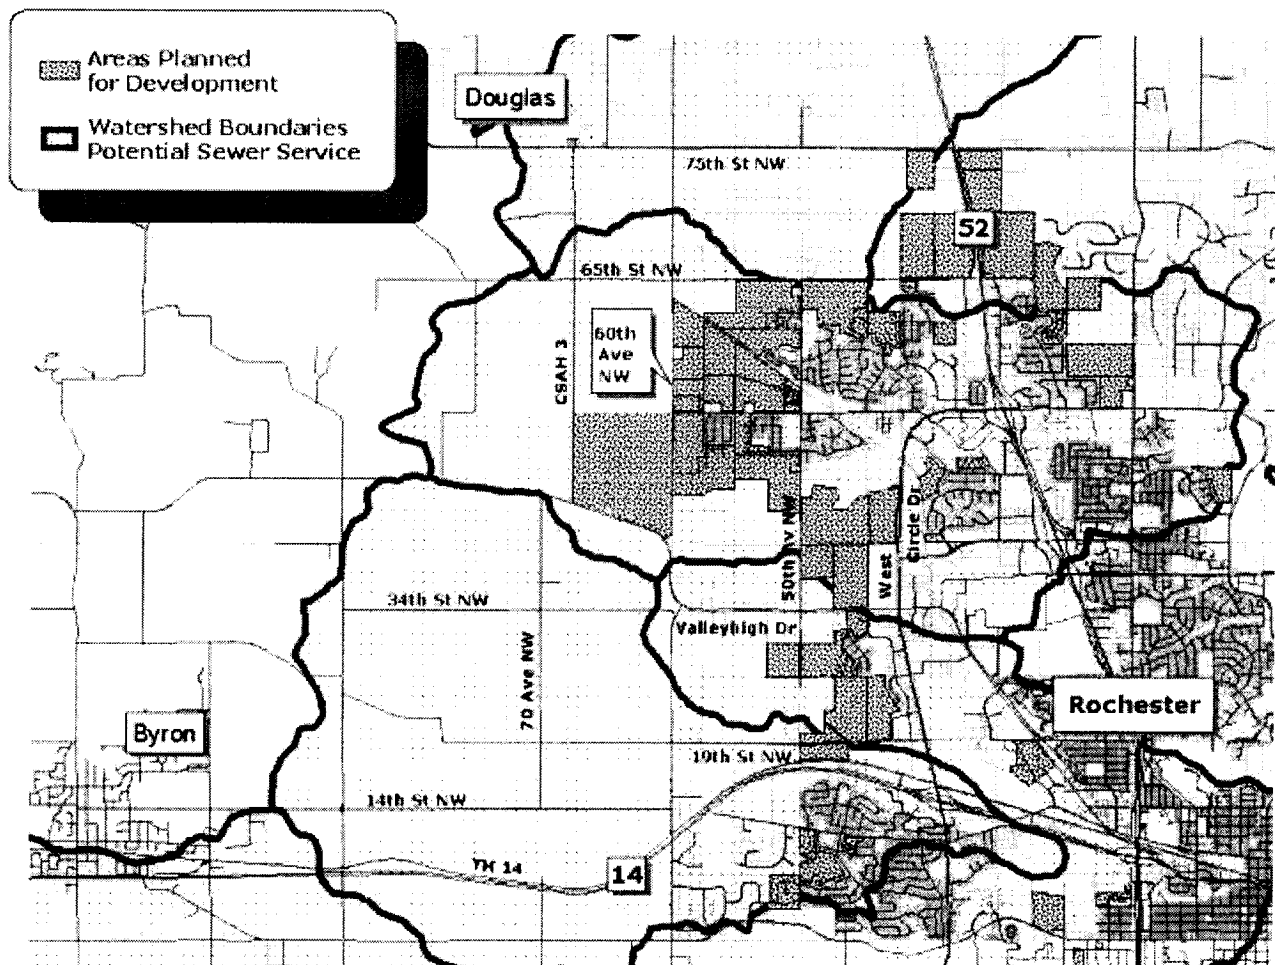 Areas Planned
for Development
Watershed Boundaries
Potential Sewer Service
Douglas
75th St NW
52
65th St NW
60th
Ave
NW
CSAH 3
50th Av NW
West
Circle Dr
34th St NW
Valleyhigh Dr
70 Ave NW
Rochester
Byron
19th St NW
14th St NW
TH 14
14